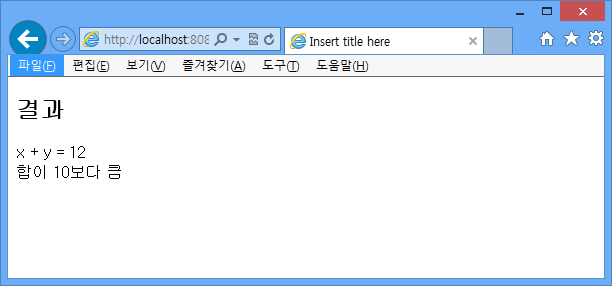 http://localhost:808
Insert title here
파일(F) 편집(E) 보기(V) 즐겨찾기(A) 도구(T) 도움말(H)
결과
x + y = 12
합이 10보다 큼